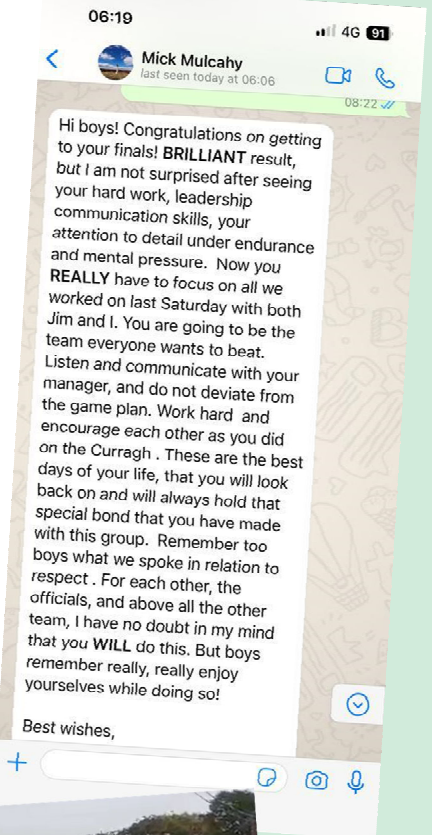 06:19
4G 91
Mick Mulcahy
last seen today at 06:06
08:22
Hi boys! Congratulations on getting
to your finals! BRILLIANT result,
but I am not surprised after seeing
your hard work, leadership
communication skills, your
attention to detail under endurance
and mental pressure. Now you
REALLY have to focus on all we
worked on last Saturday with both
Jim and I. You are going to be the
team everyone wants to beat.
Listen and communicate with your
manager, and do not deviate from
the game plan. Work hard and
encourage each other as you did
on the Curragh . These are the best
days of your life, that you will look
back on and will always hold that
special bond that you have made
with this group. Remember too
boys what we spoke in relation to
respect . For each other, the
officials, and above all the other
team, I have no doubt in my mind
that you WILL do this. But boys
remember really, really enjoy
yourselves while doing so!
Best wishes,